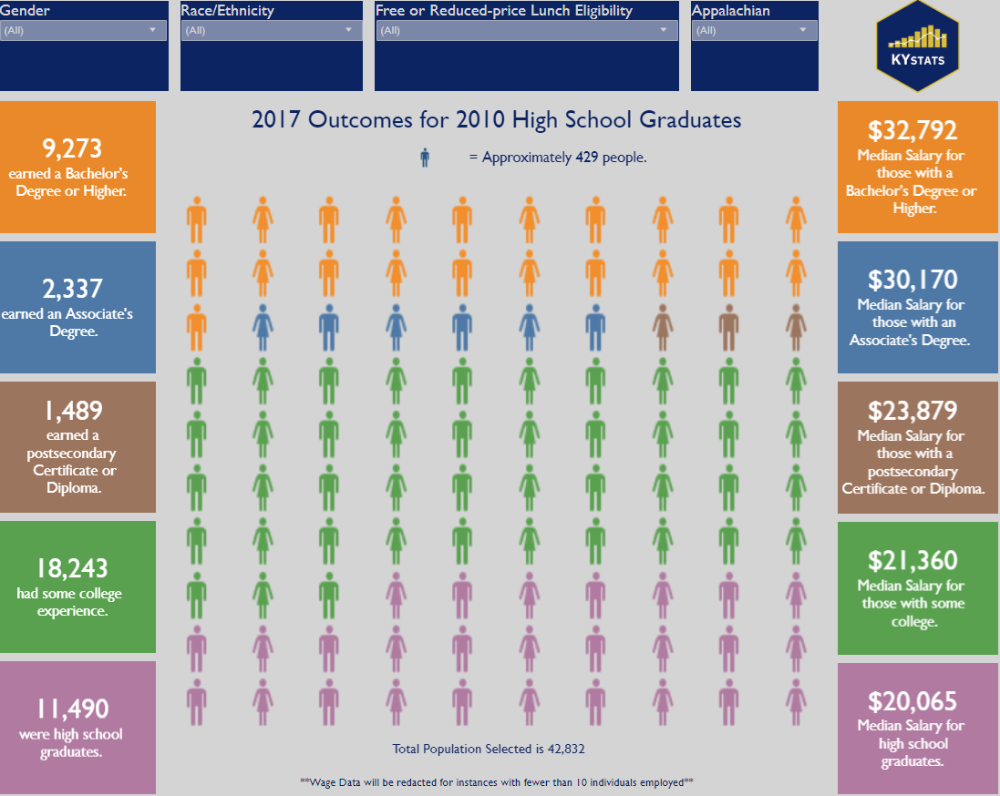 Gender
(All)
Race/Ethnicity
(All)
Free or Reduced-price Lunch Eligibility
(All)
Appalachian
(All)
KYSTATS
2017 Outcomes for 2010 High School Graduates
= Approximately 429 people.
9,273
earned a Bachelor's
Degree or Higher.
2,337
earned an Associate's
Degree.
1,489
earned a
postsecondary
Certificate or
Diploma.
18,243
had some college
experience.
11,490
were high school
graduates.
$32,792
Median Salary for
those with a
Bachelor's Degree or
Higher.
$30,170
Median Salary for
those with an
Associate's Degree.
$23,879
Median Salary for
those with a
postsecondary
Certificate or Diploma.
$21,360
Median Salary for
those with some
college.
$20,065
Median Salary for
high school
graduates.
Total Population Selected is 42,832
**Wage Data will be redacted for instances with fewer than 10 individuals employed**